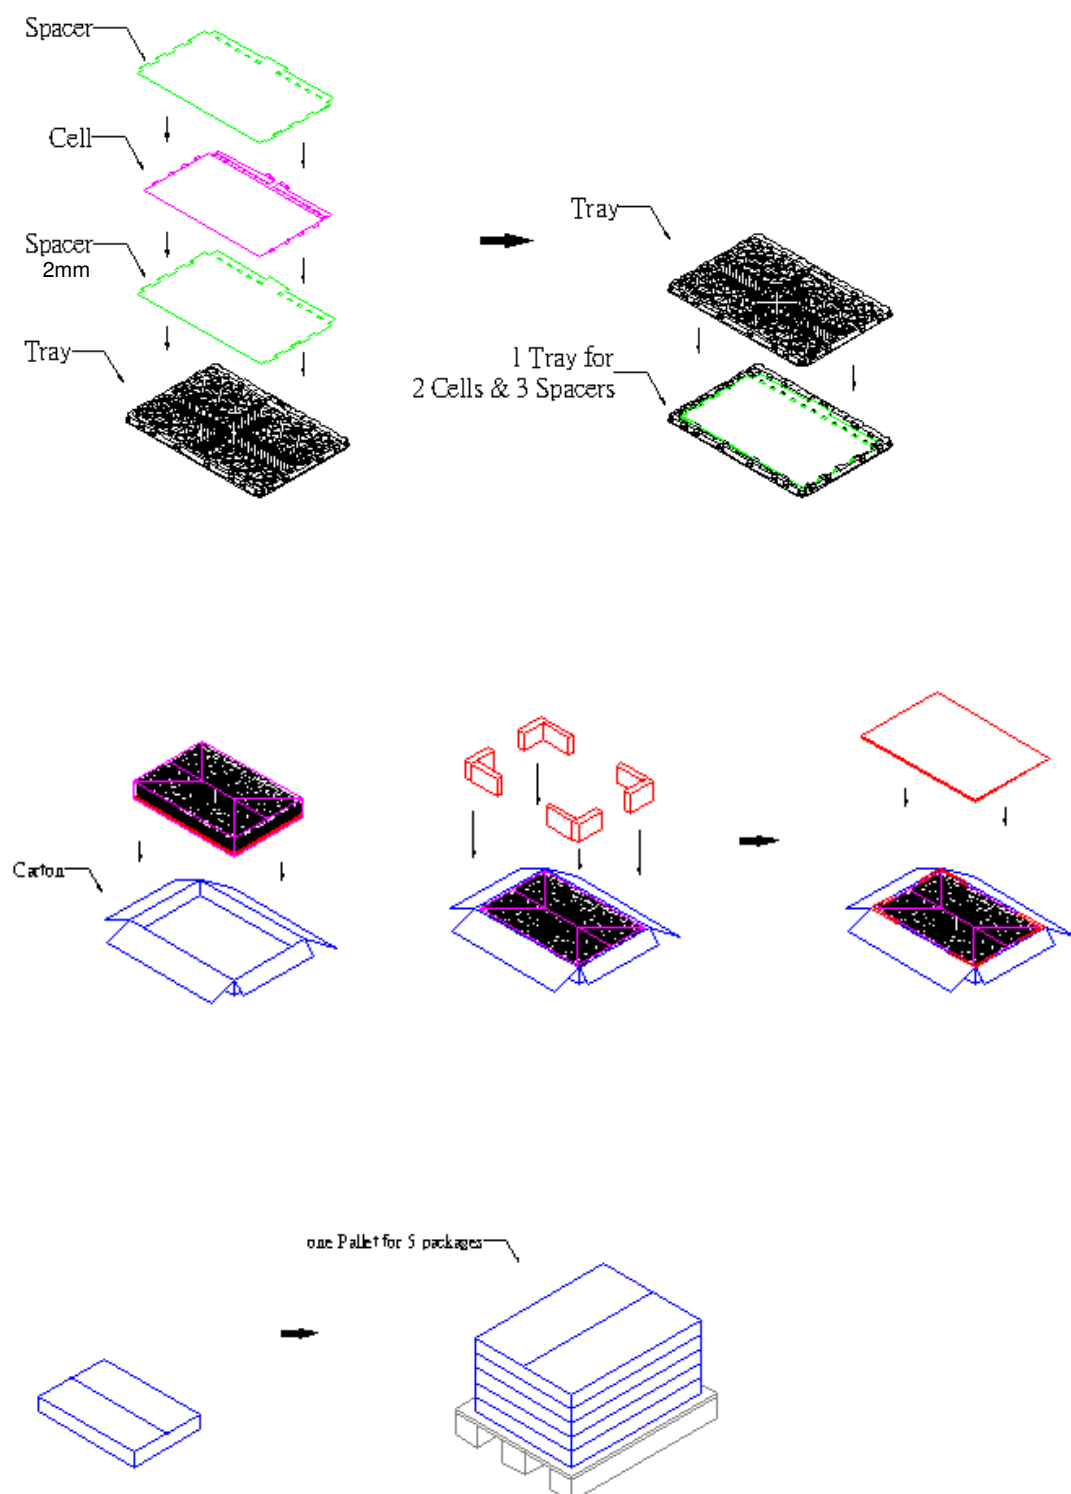 Spacer
Cell
Spacer
2mm
Tray
Tray
1 Tray for
2 Cells & 3 Spacers
Carton
one Pallet for 5 packages